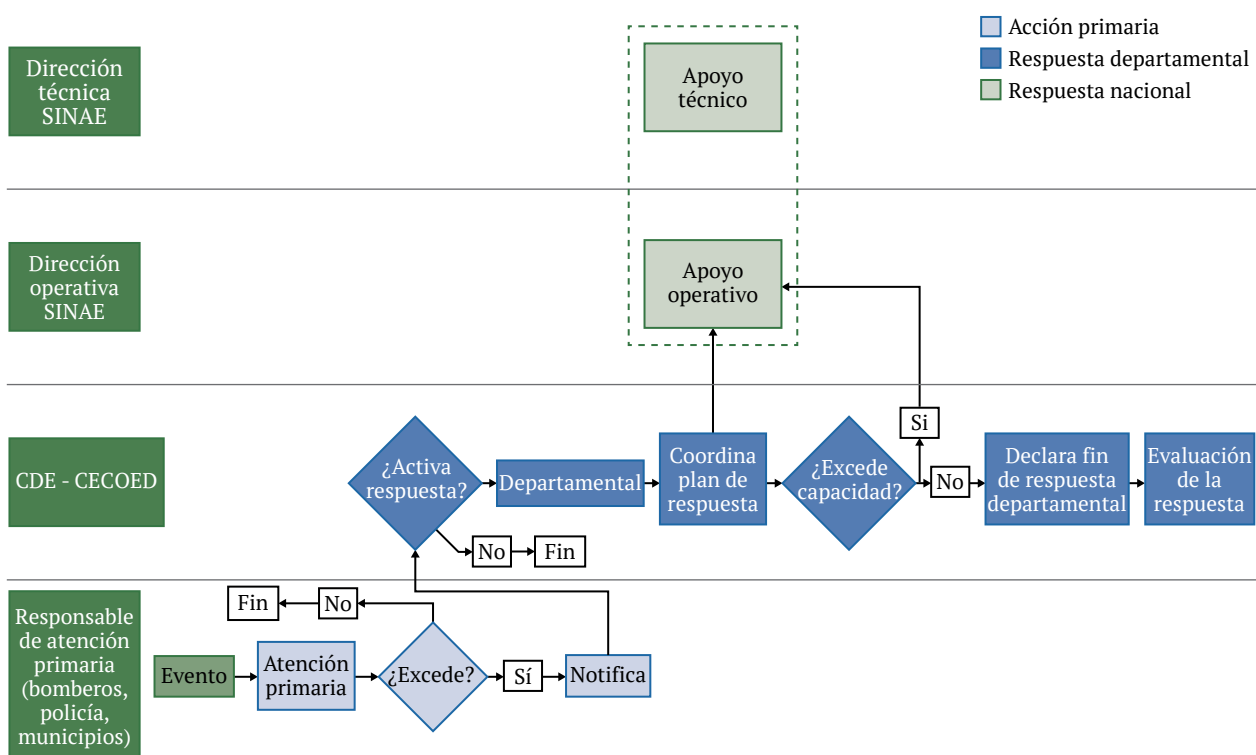 Acción primaria
Respuesta departamental
Respuesta nacional
Dirección
técnica
SINAE
Apoyo
técnico
Dirección
operativa
SINAE
Apoyo
operativo
CDE - CECOED
¿Activa
respuesta?
Departamental
Coordina
plan de
respuesta
¿Excede
capacidad?
Si
No
Declara fin
de respuesta
departamental
Evaluación
de la
respuesta
No
Fin
Responsable
de atención
primaria
(bomberos,
policía,
municipios)
Evento
Atención
primaria
¿Excede?
No
Fin
Sí
Notifica